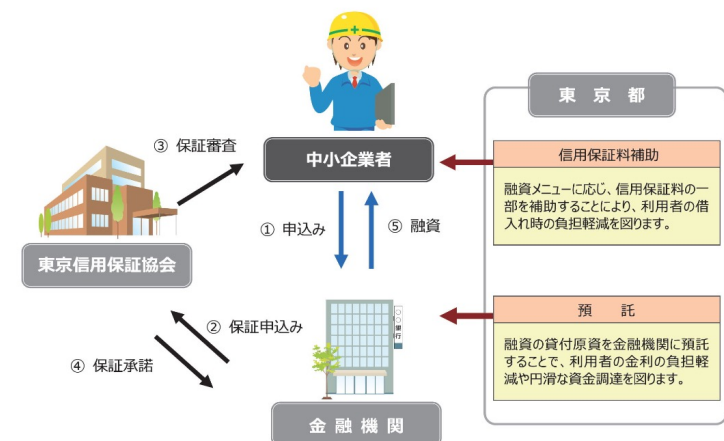 東京都
③ 保証審査
中小企業者
信用保証料補助
融資メニューに応じ、信用保証料の一
部を補助することにより、利用者の借
入れ時の負担軽減を図ります。
① 申込み
⑤ 融資
東京信用保証協会
預託
② 保証申込み
○○銀行
融資の貸付原資を金融機関に預託
することで、利用者の金利の負担軽
減や円滑な資金調達を図ります。
④ 保証承諾
金融機関